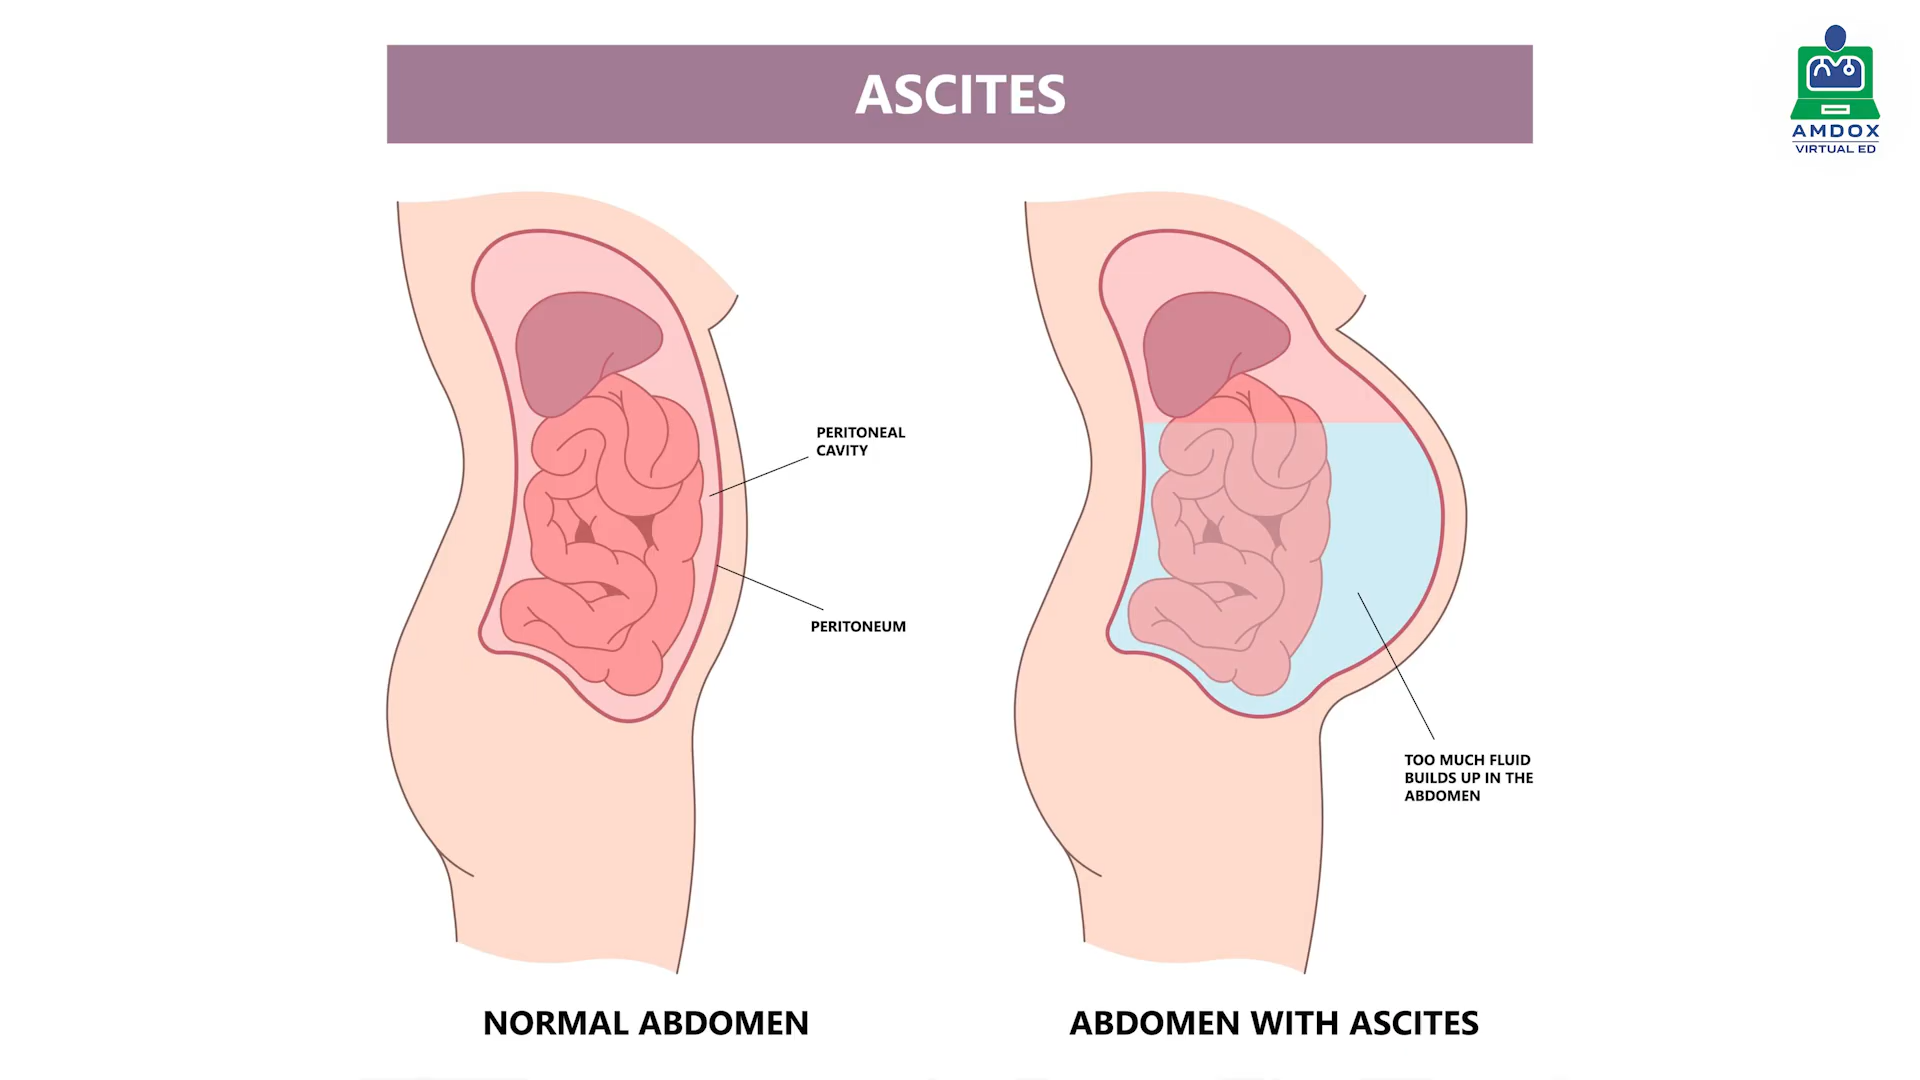 ASCITES
AMDOX
VIRTUAL ED
PERITONEAL
CAVITY
PERITONEUM
TOO MUCH FLUID
BUILDS UP IN THE
ABDOMEN
NORMAL ABDOMEN
ABDOMEN WITH ASCITES